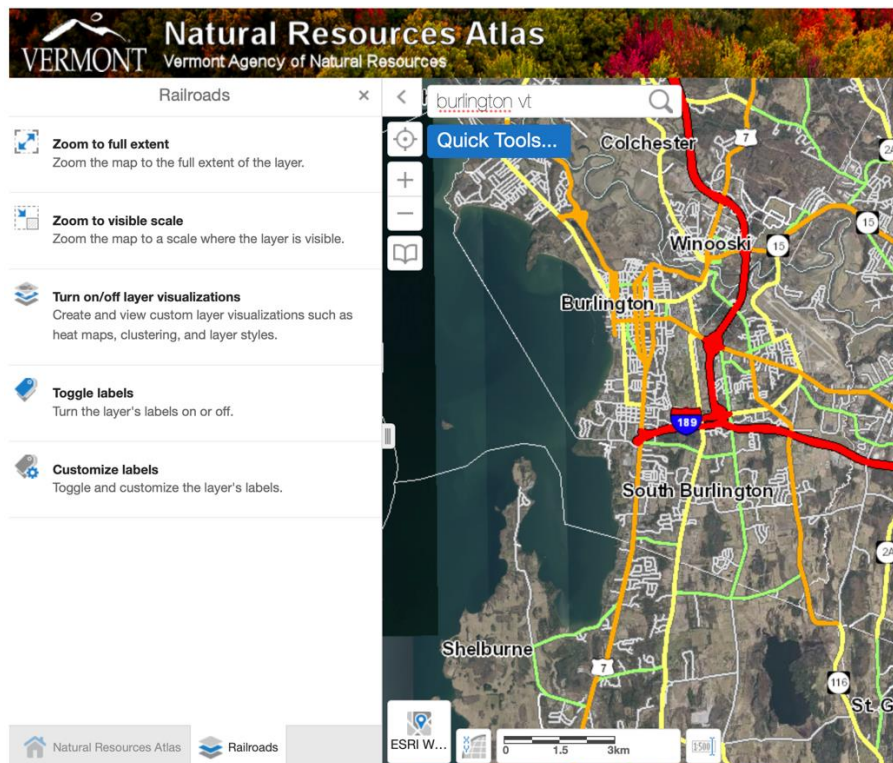 Natural Resources Atlas
VERMONT
Vermont Agency of Natural Resources
Railroads
Zoom to full extent
Zoom the map to the full extent of the layer.
Zoom to visible scale
Zoom the map to a scale where the layer is visible.
Turn on/off layer visualizations
Create and view custom layer visualizations such as
heat maps, clustering, and layer styles.
Toggle labels
Turn the layer's labels on or off.
Customize labels
Toggle and customize the layer's labels.
Natural Resources Atlas
Railroads
burlington vt
Quick Tools...
Colchester
7
2A
15
Winooski
15
Burlington
189
South Burlington
2A
Shelburne
7
116
St. G
ESRI W...
X
Y
0
1.5
3km
1:500